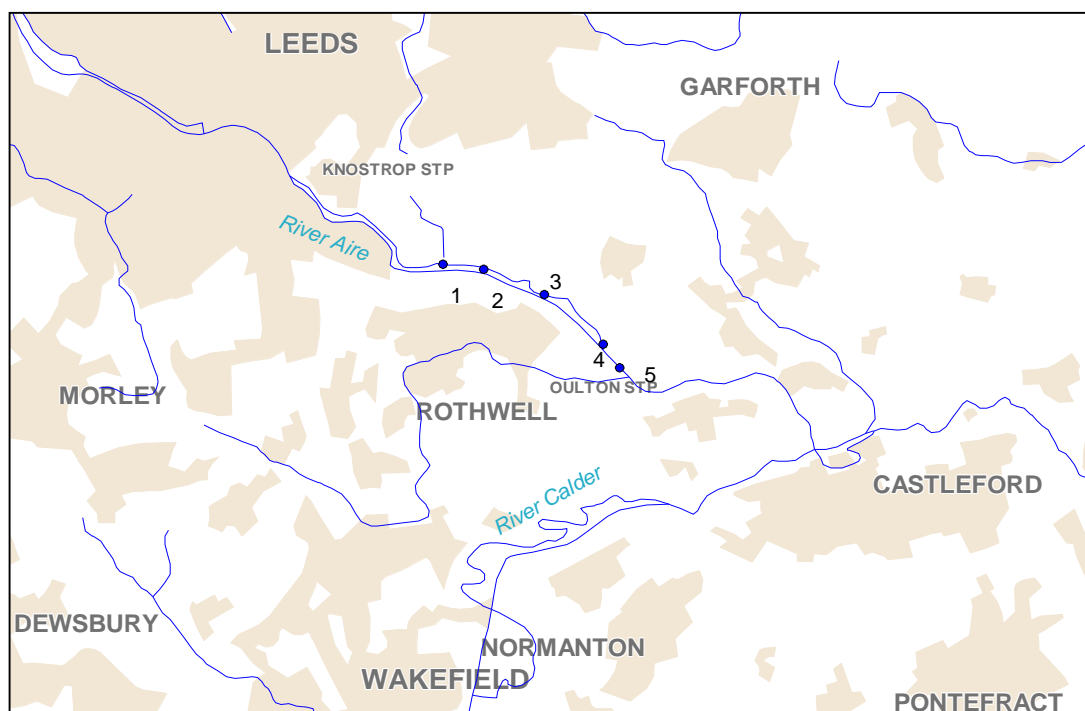 LEEDS
GARFORTH
KNOSTROP STP
River Aire
1
2
3
4
5
OULTON STP
MORLEY
ROTHWELL
River Calder
CASTLEFORD
DEWSBURY
NORMANTON
WAKEFIELD
PONTEFRACT